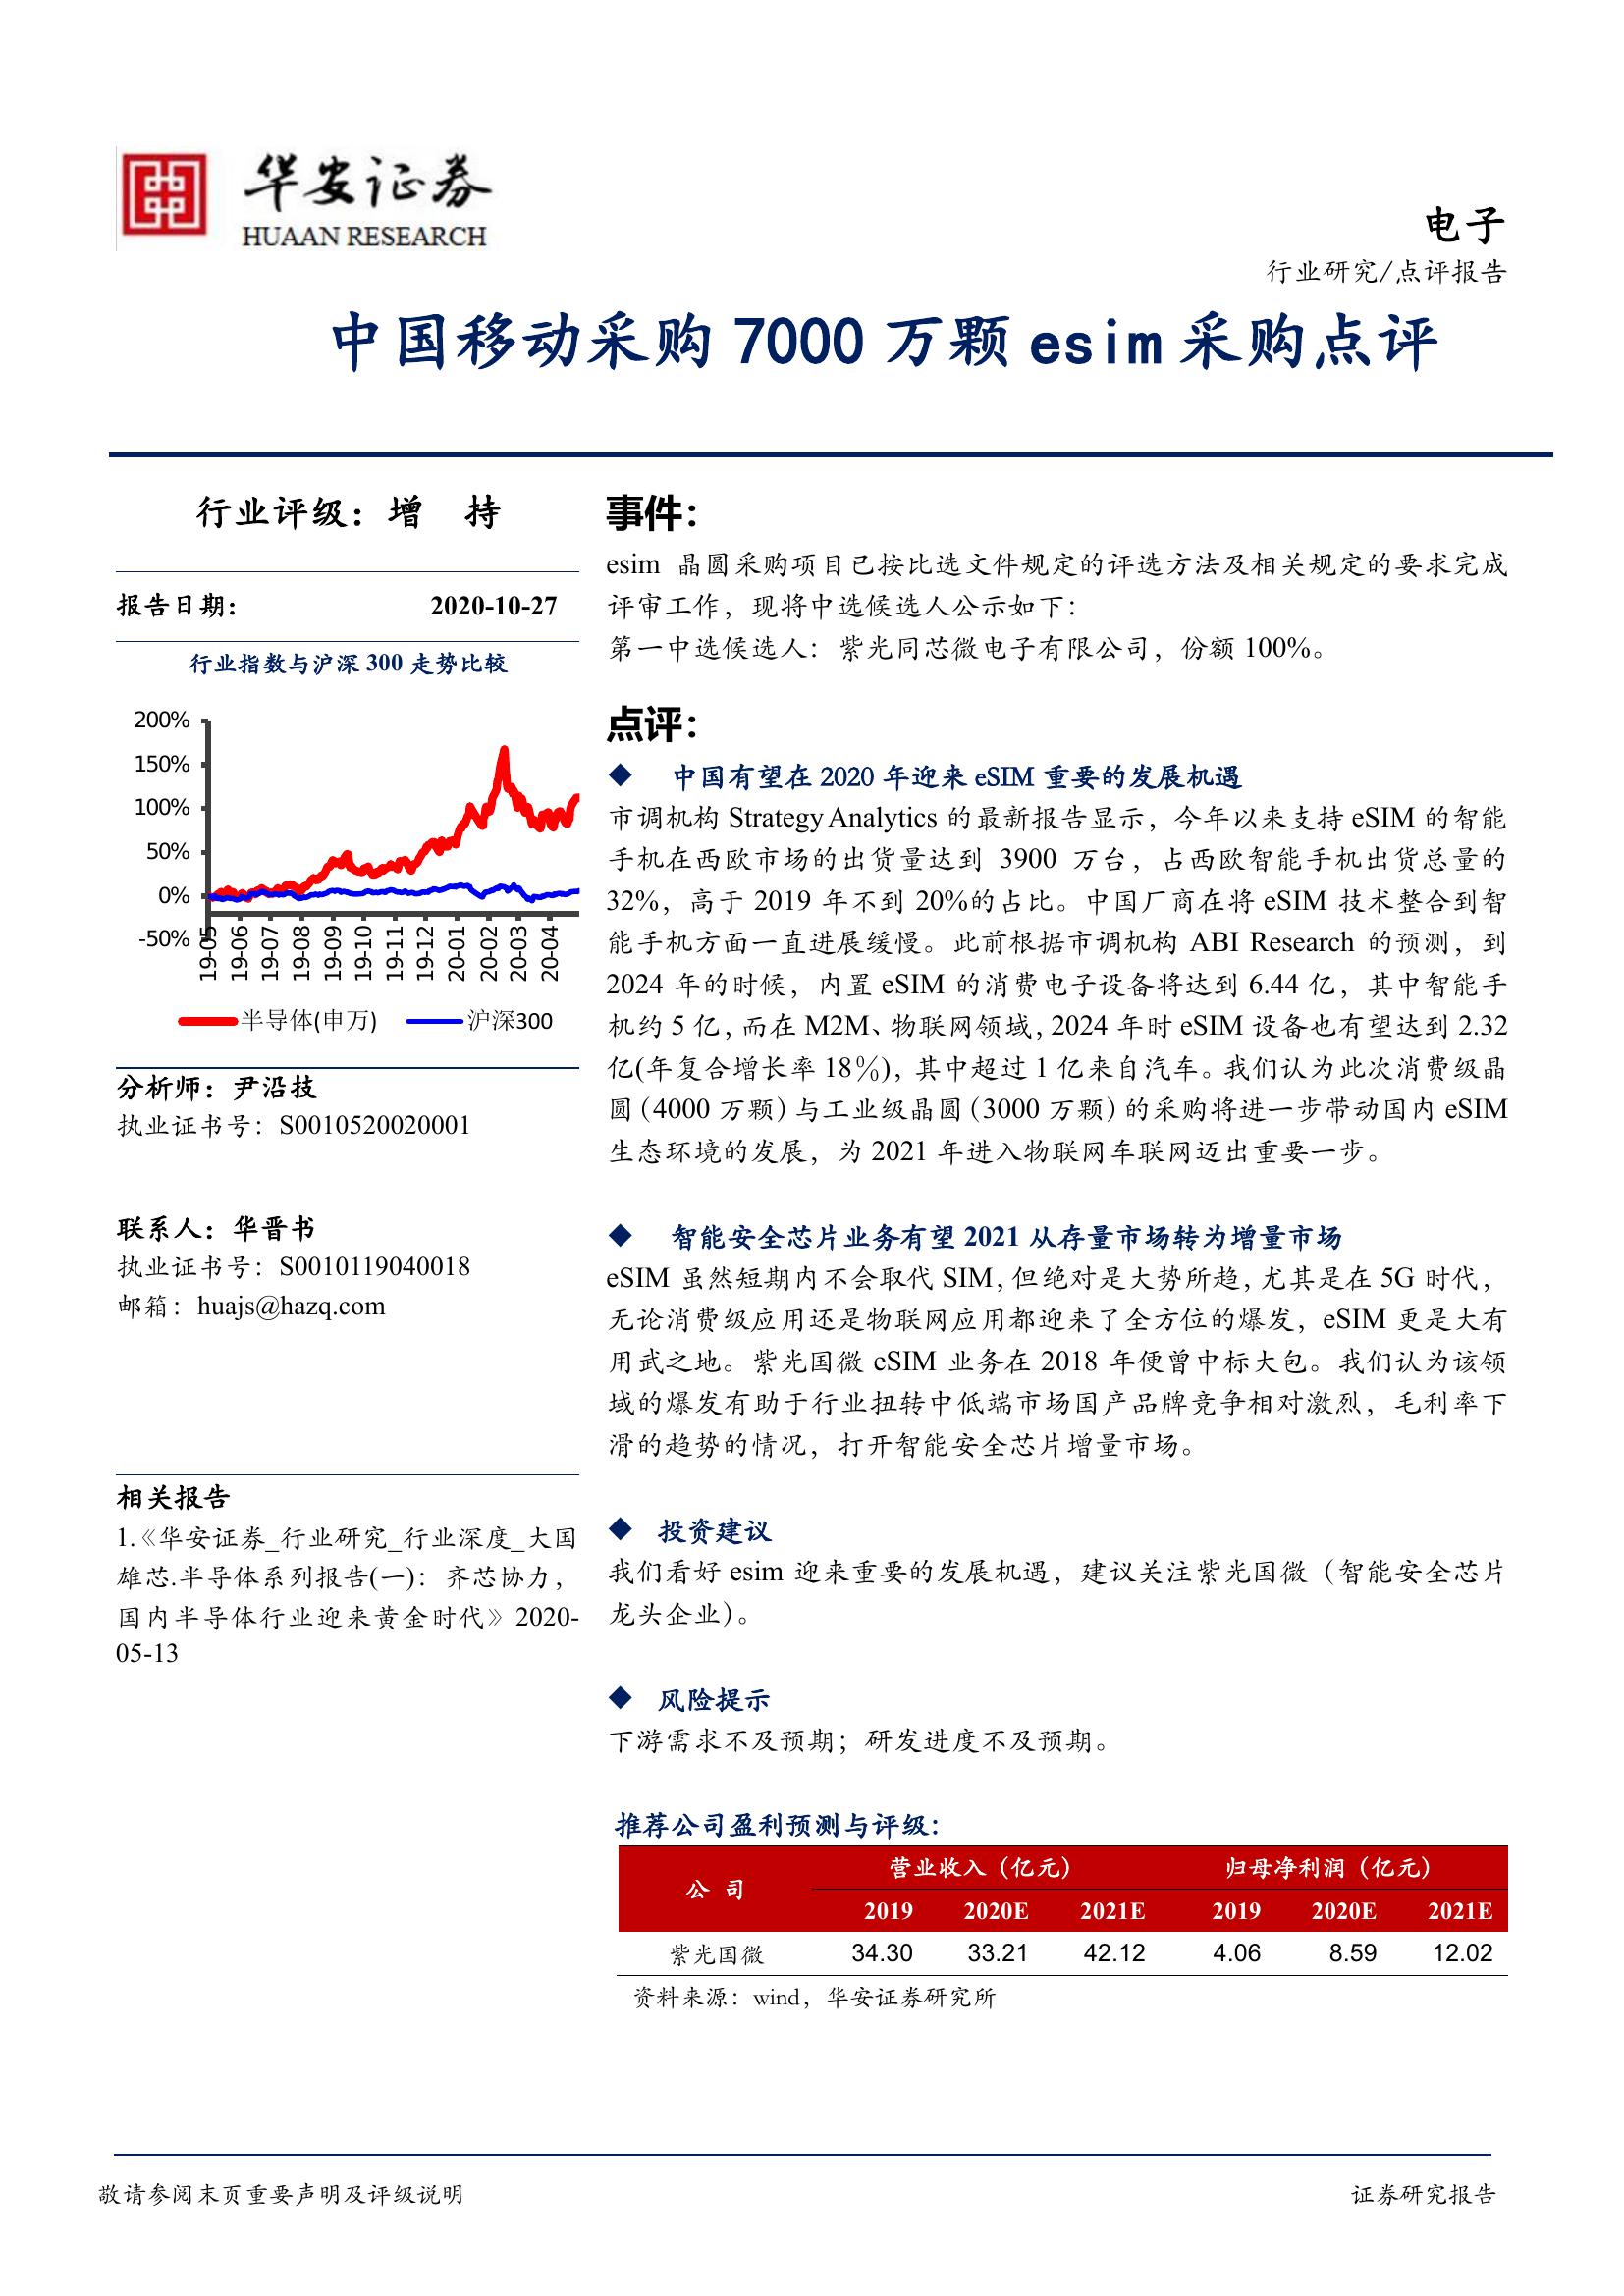 华安证券
HUAAN RESEARCH
电子
行业研究/点评报告
中国移动采购 7000 万颗 esim 采购点评
行业评级：增 持
报告日期： 2020-10-27
行业指数与沪深 300 走势比较
200%
150%
100%
50%
0%
-50%
19-05
19-06
19-07
19-08
19-09
19-10
19-11
19-12
20-01
20-02
20-03
20-04
半导体(申万) 沪深300
分析师：尹沿技
执业证书号：S0010520020001
联系人：华晋书
执业证书号：S0010119040018
邮箱：huajs@hazq.com
相关报告
1.《华安证券_行业研究_行业深度_大国
雄芯.半导体系列报告(一)：齐芯协力，
国内半导体行业迎来黄金时代》2020-
05-13
事件：
esim 晶圆采购项目已按比选文件规定的评选方法及相关规定的要求完成
评审工作，现将中选候选人公示如下：
第一中选候选人：紫光同芯微电子有限公司，份额 100%。
点评：
◆ 中国有望在 2020 年迎来 eSIM 重要的发展机遇
市调机构 Strategy Analytics 的最新报告显示，今年以来支持 eSIM 的智能
手机在西欧市场的出货量达到 3900 万台，占西欧智能手机出货总量的
32%，高于 2019 年不到 20%的占比。中国厂商在将 eSIM 技术整合到智
能手机方面一直进展缓慢。此前根据市调机构 ABI Research 的预测，到
2024 年的时候，内置 eSIM 的消费电子设备将达到 6.44 亿，其中智能手
机约 5 亿，而在 M2M、物联网领域，2024 年时 eSIM 设备也有望达到 2.32
亿(年复合增长率 18％)，其中超过 1 亿来自汽车。我们认为此次消费级晶
圆（4000 万颗）与工业级晶圆（3000 万颗）的采购将进一步带动国内 eSIM
生态环境的发展，为 2021 年进入物联网车联网迈出重要一步。
◆ 智能安全芯片业务有望 2021 从存量市场转为增量市场
eSIM 虽然短期内不会取代 SIM，但绝对是大势所趋，尤其是在 5G 时代，
无论消费级应用还是物联网应用都迎来了全方位的爆发，eSIM 更是大有
用武之地。紫光国微 eSIM 业务在 2018 年便曾中标大包。我们认为该领
域的爆发有助于行业扭转中低端市场国产品牌竞争相对激烈，毛利率下
滑的趋势的情况，打开智能安全芯片增量市场。
◆ 投资建议
我们看好 esim 迎来重要的发展机遇，建议关注紫光国微（智能安全芯片
龙头企业）。
◆ 风险提示
下游需求不及预期；研发进度不及预期。
推荐公司盈利预测与评级：
公 司 营业收入（亿元） 归母净利润（亿元）
2019 2020E 2021E 2019 2020E 2021E
紫光国微 34.30 33.21 42.12 4.06 8.59 12.02
资料来源：wind，华安证券研究所
敬请参阅末页重要声明及评级说明 证券研究报告